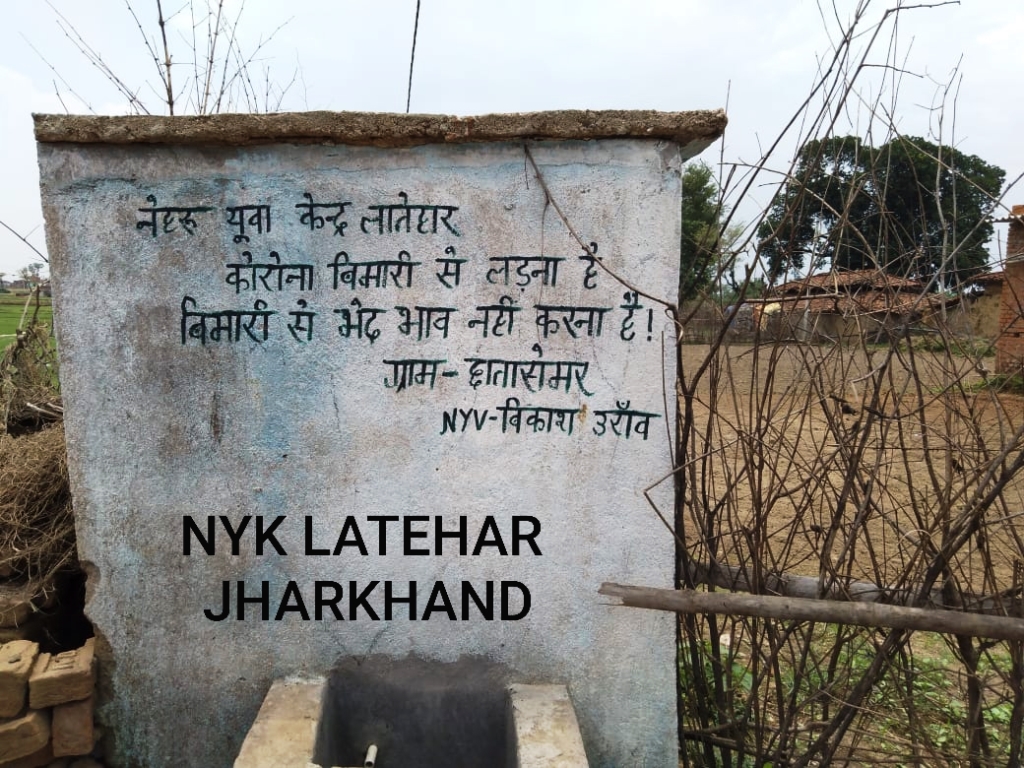 नेहरू युवा केन्द्र लातेहार
कोरोना बिमारी से लड़ना है
बिमारी से भेद भाव नहीं करना है!
ग्राम- छातासेमर
NYV-विकाश उराँव
NYK LATEHAR
JHARKHAND